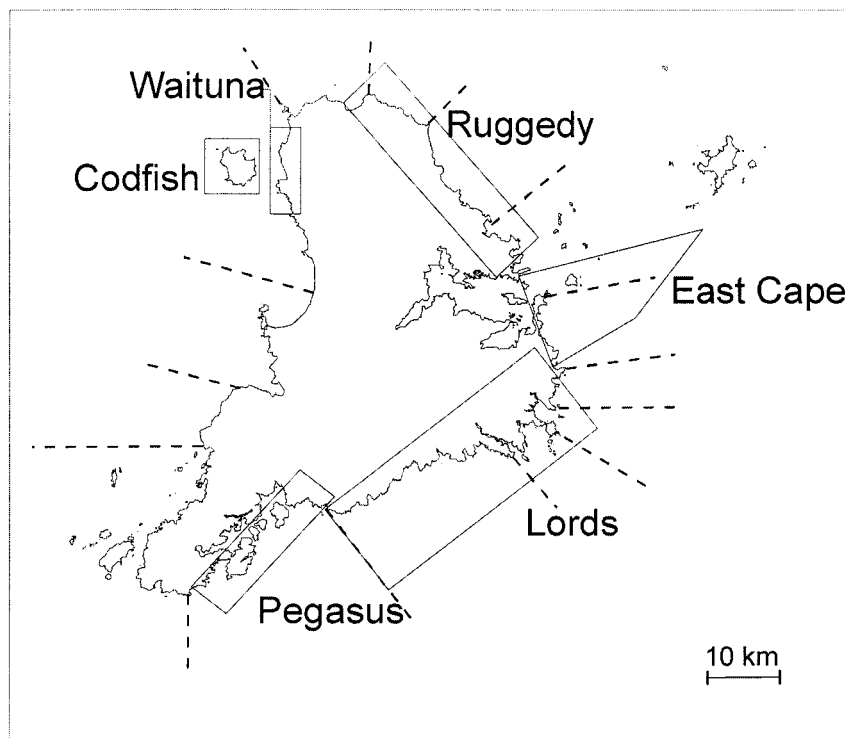 Waituna
Ruggedy
Codfish
East Cape
Lords
Pegasus
10 km